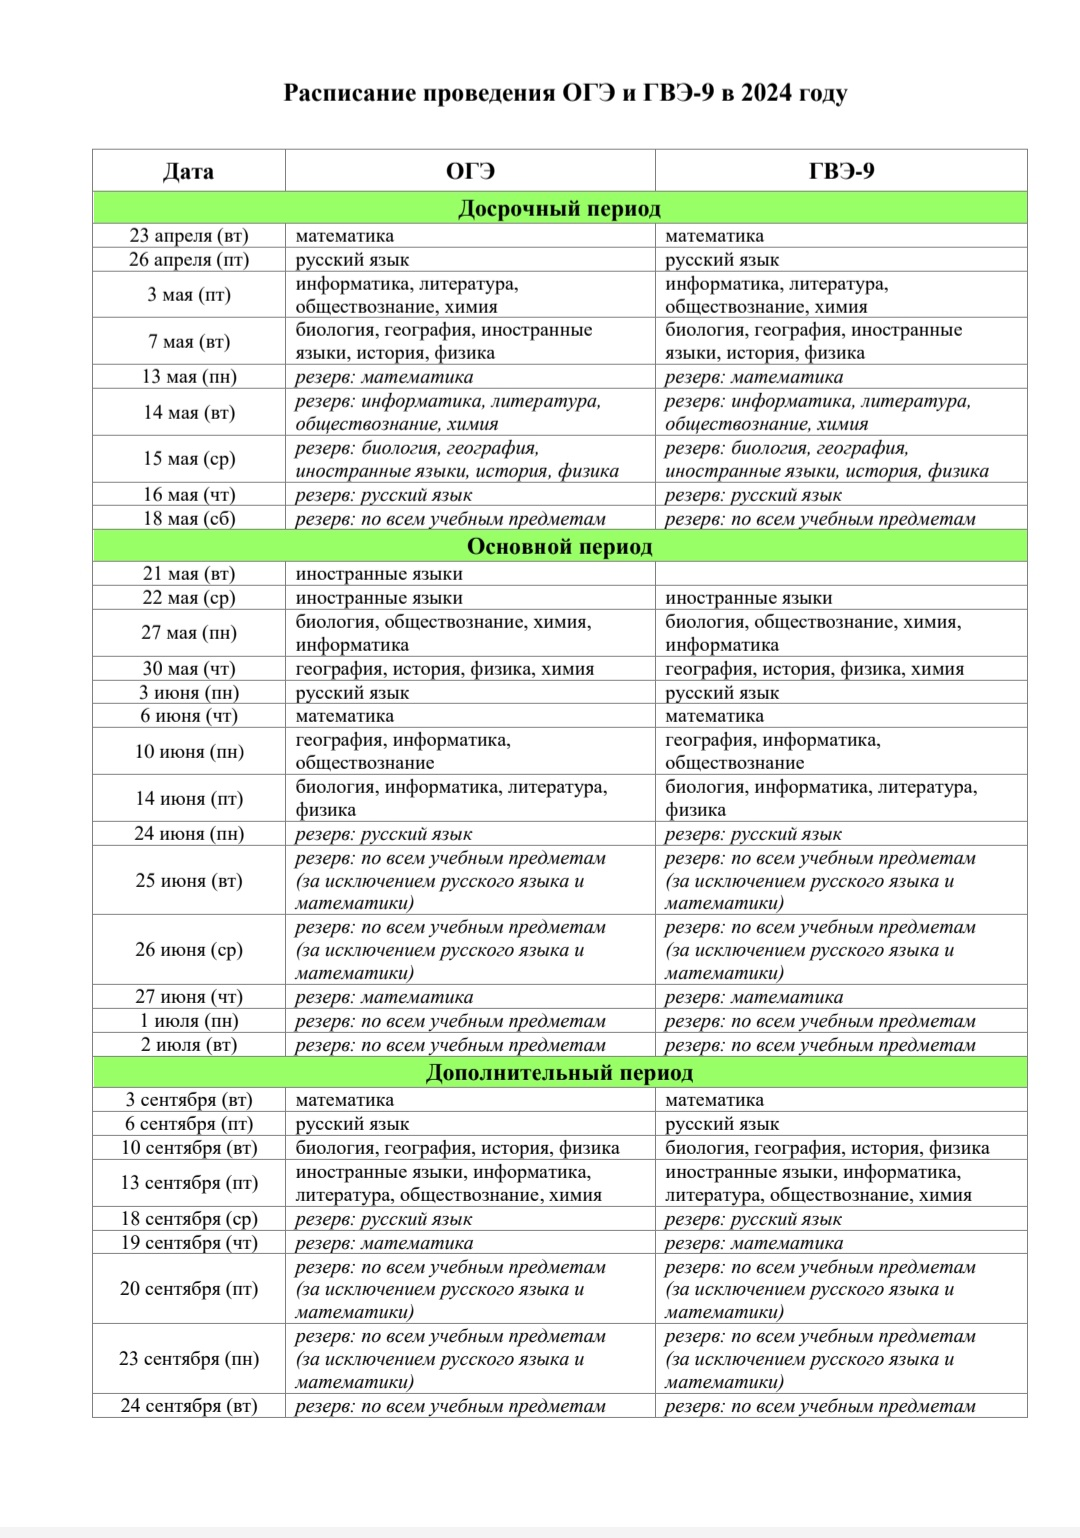 Расписание проведения ОГЭ и ГВЭ-9 в 2024 году
Дата ОГЭ ГВЭ-9
Досрочный период
23 апреля (вт) математика математика
26 апреля (пт) русский язык русский язык
3 мая (пт)
информатика, литература,
обществознание, химия
информатика, литература,
обществознание, химия
7 мая (вт)
биология, география, иностранные
языки, история, физика
биология, география, иностранные
языки, история, физика
13 мая (пн) резерв: математика резерв: математика
14 мая (вт)
резерв: информатика, литература,
обществознание, химия
резерв: информатика, литература,
обществознание, химия
15 мая (ср)
резерв: биология, география,
иностранные языки, история, физика
резерв: биология, география,
иностранные языки, история, физика
16 мая (чт) резерв: русский язык резерв: русский язык
18 мая (сб) резерв: по всем учебным предметам резерв: по всем учебным предметам
Основной период
21 мая (вт) иностранные языки
22 мая (ср) иностранные языки иностранные языки
27 мая (пн)
биология, обществознание, химия,
информатика
биология, обществознание, химия,
информатика
30 мая (чт) география, история, физика, химия география, история, физика, химия
3 июня (пн) русский язык русский язык
6 июня (чт) математика математика
10 июня (пн)
география, информатика,
обществознание
география, информатика,
обществознание
14 июня (пт)
биология, информатика, литература,
физика
биология, информатика, литература,
физика
24 июня (пн) резерв: русский язык резерв: русский язык
25 июня (вт)
резерв: по всем учебным предметам
(за исключением русского языка и
математики)
резерв: по всем учебным предметам
(за исключением русского языка и
математики)
26 июня (ср)
резерв: по всем учебным предметам
(за исключением русского языка и
математики)
резерв: по всем учебным предметам
(за исключением русского языка и
математики)
27 июня (чт) резерв: математика резерв: математика
1 июля (пн) резерв: по всем учебным предметам резерв: по всем учебным предметам
2 июля (вт) резерв: по всем учебным предметам резерв: по всем учебным предметам
Дополнительный период
3 сентября (вт) математика математика
6 сентября (пт) русский язык русский язык
10 сентября (вт) биология, география, история, физика биология, география, история, физика
13 сентября (пт)
иностранные языки, информатика,
литература, обществознание, химия
иностранные языки, информатика,
литература, обществознание, химия
18 сентября (ср) резерв: русский язык резерв: русский язык
19 сентября (чт) резерв: математика резерв: математика
20 сентября (пт)
резерв: по всем учебным предметам
(за исключением русского языка и
математики)
резерв: по всем учебным предметам
(за исключением русского языка и
математики)
23 сентября (пн)
резерв: по всем учебным предметам
(за исключением русского языка и
математики)
резерв: по всем учебным предметам
(за исключением русского языка и
математики)
24 сентября (вт) резерв: по всем учебным предметам резерв: по всем учебным предметам